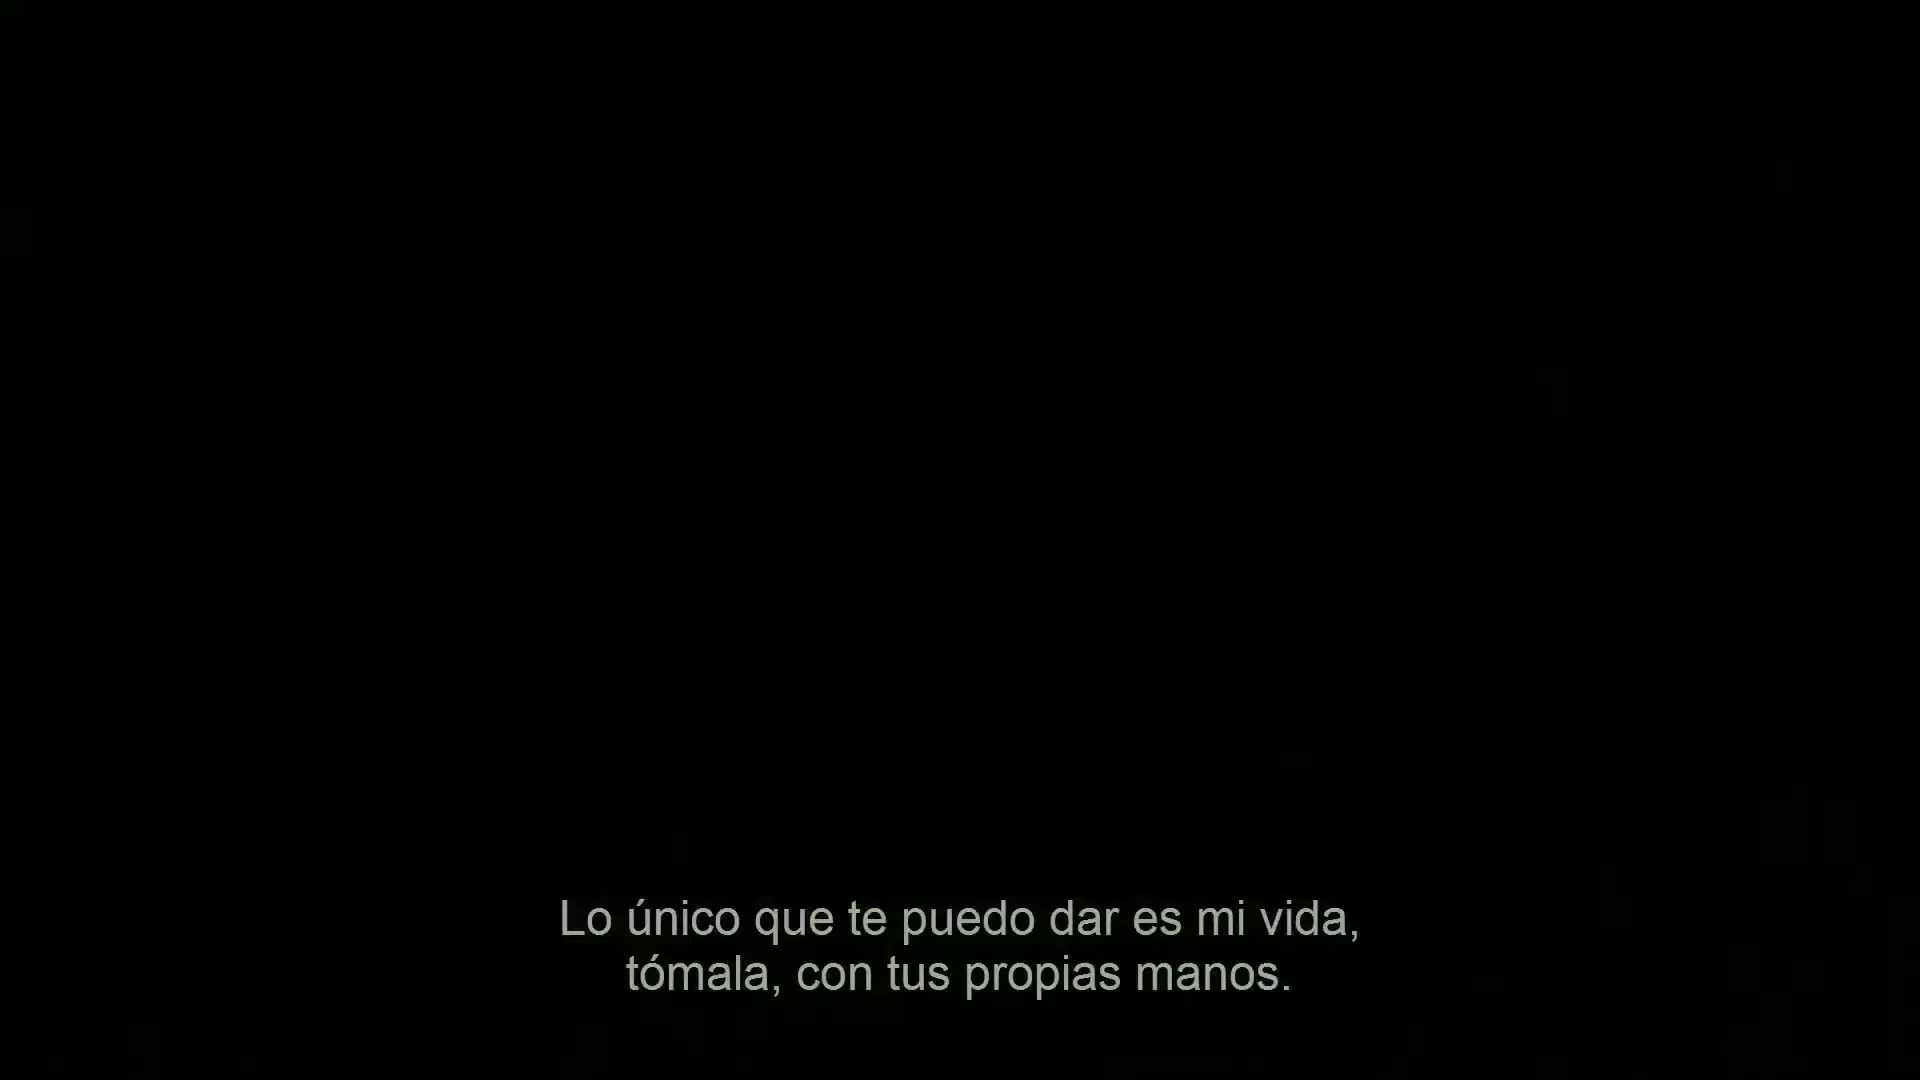 Lo único que te puedo dar es mi vida,
tómala, con tus propias manos.